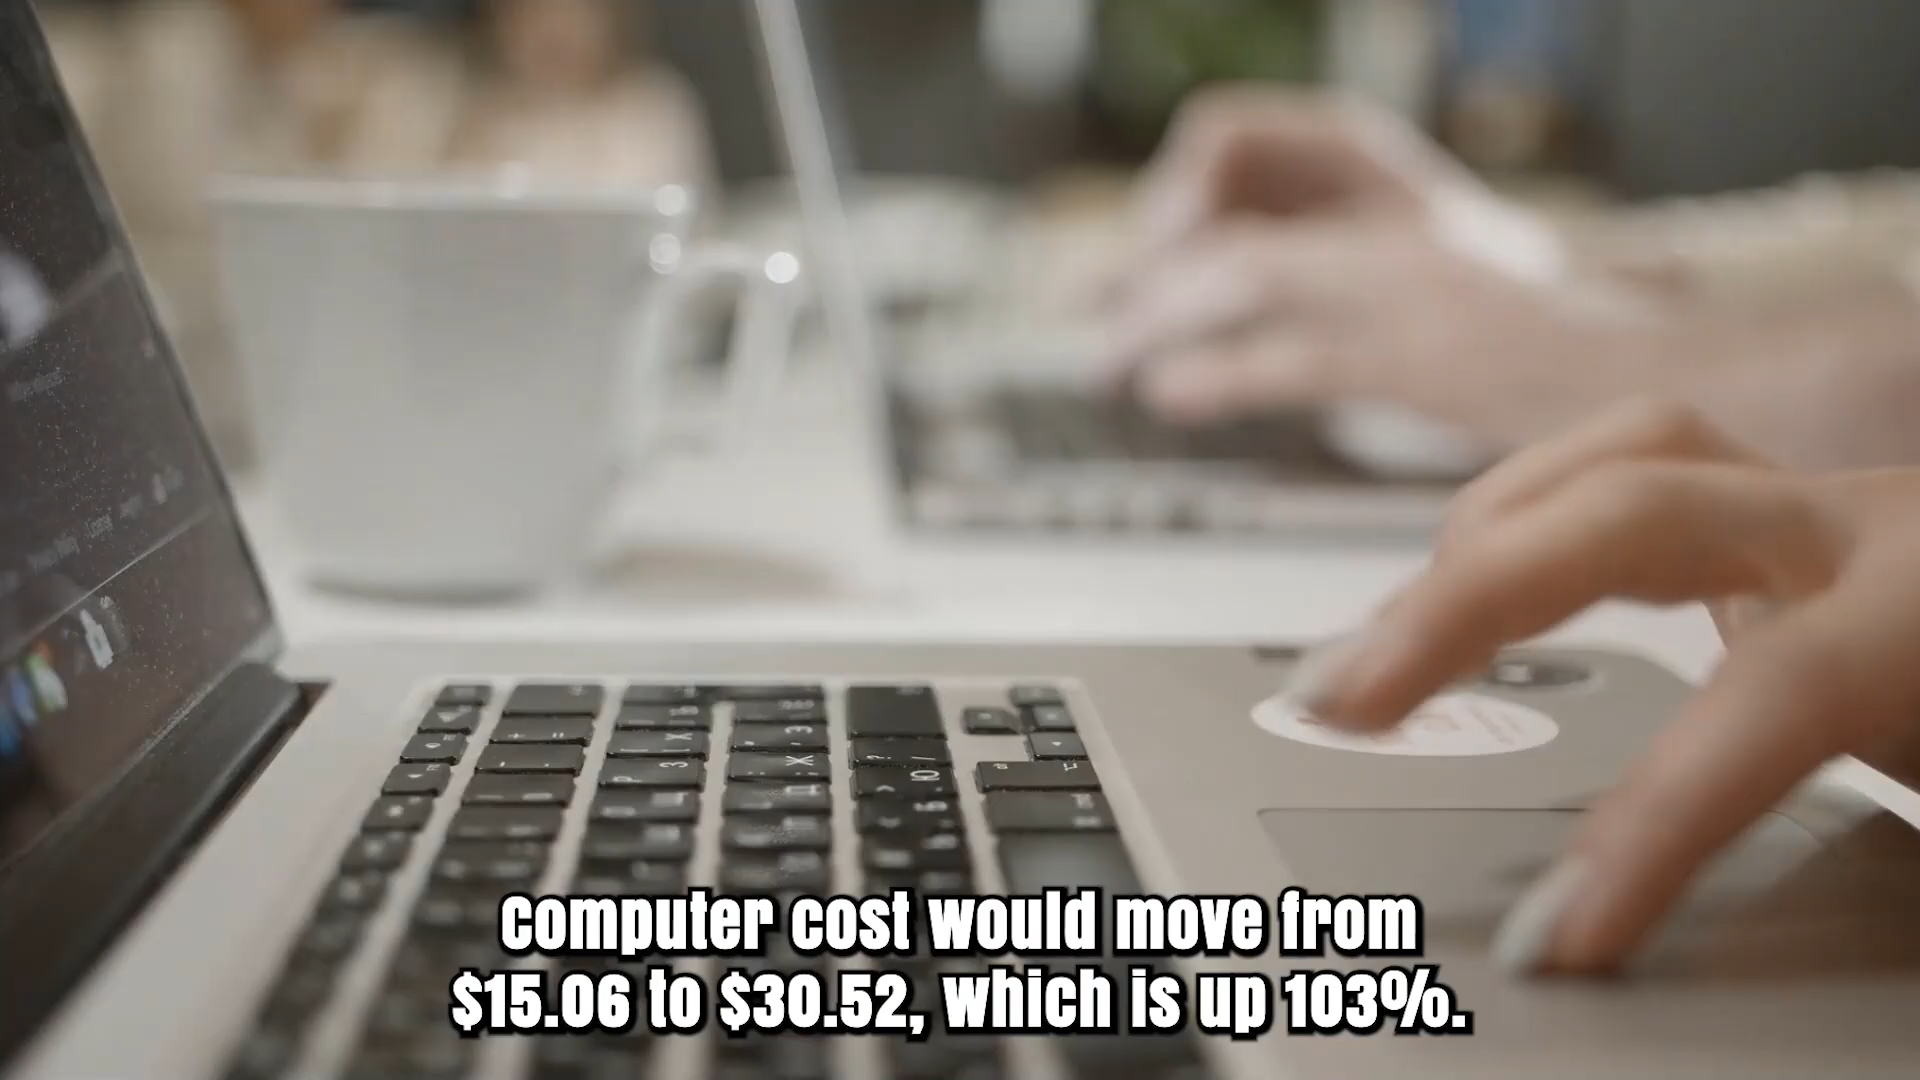 Computer cost would move from
$15.06 to $30.52, which is up 103%.